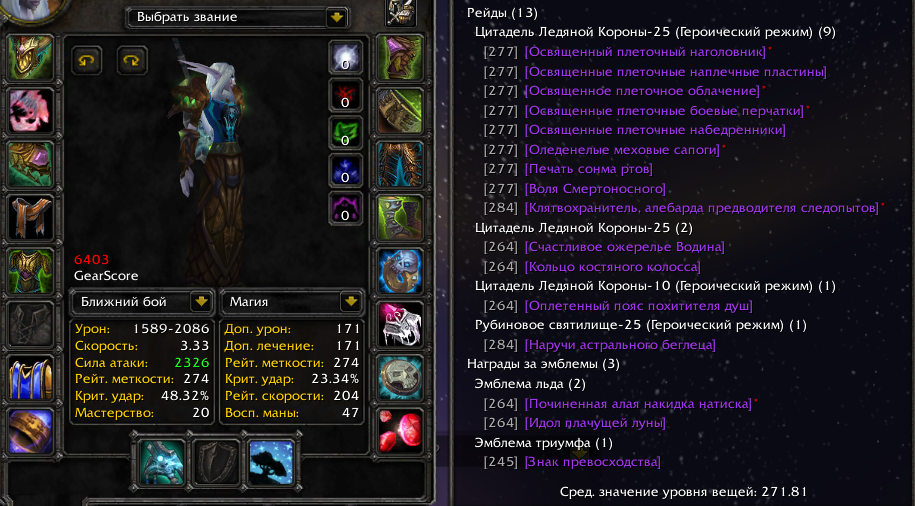 Выбрать звание
0
0
0
0
0
6403
GearScore
Ближний бой
Магия
Урон: 1589-2086
Скорость: 3.33
Сила атаки: 2326
Рейт. меткости: 274
Крит. удар: 48.32%
Мастерство: 20
Доп. урон: 171
Доп. лечение: 171
Рейт. меткости: 274
Крит. удар: 23.34%
Рейт. скорости: 204
Восп. маны: 47
Рейды (13)
Цитадель Ледяной Короны-25 (Героический режим) (9)
[277] [Освященный плеточный наголовник]*
[277] [Освященные плеточные наплечные пластины]
[277] [Освященное плеточное облачение]*
[277] [Освященные плеточные боевые перчатки]*
[277] [Освященные плеточные набедренники]
[277] [Оледенелые меховые сапоги]*
[277] [Печать сонма ртов]
[277] [Воля Смертоносного]
[284] [Клятвохранитель, алебарда предводителя следопытов]*
Цитадель Ледяной Короны-25 (2)
[264] [Счастливое ожерелье Водина]
[264] [Кольцо костяного колосса]
Цитадель Ледяной Короны-10 (Героический режим) (1)
[264] [Оплетенный пояс похитителя душ]
Рубиновое святилище-25 (Героический режим) (1)
[284] [Наручи астрального беглеца]
Награды за эмблемы (3)
Эмблема льда (2)
[264] [Починенная алая накидка натиска]*
[264] [Идол плачущей луны]
Эмблема триумфа (1)
[245] [Знак превосходства]
Сред. значение уровня вещей: 271.81